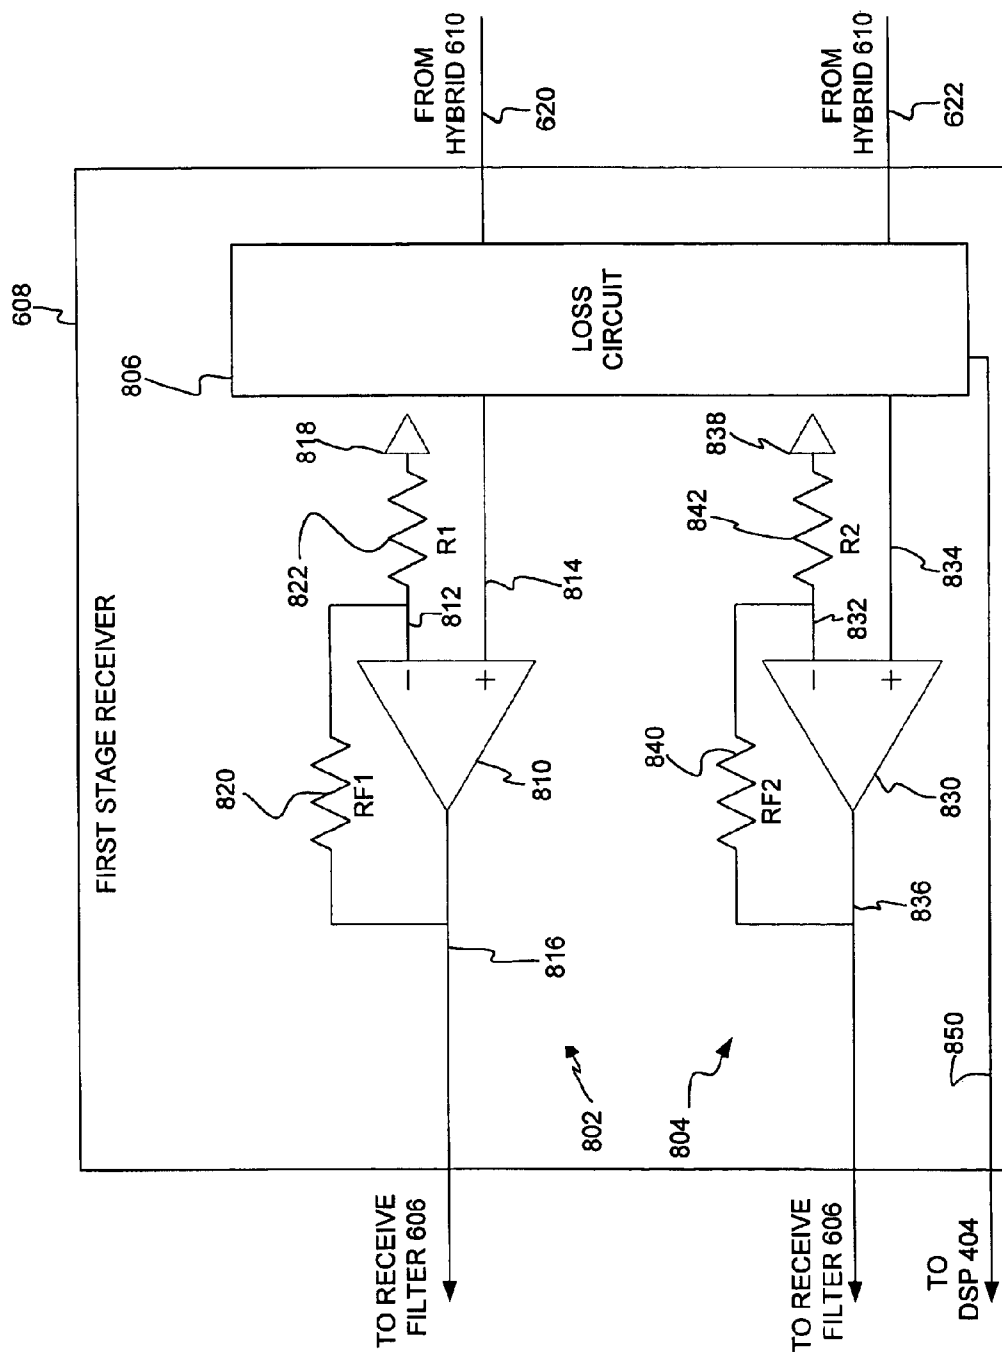 608
FIRST STAGE RECEIVER
806
FROM
HYBRID 610
620
820
RF1
822
R1
818
812
814
810
816
TO RECEIVE
FILTER 606
LOSS
CIRCUIT
802
804
840
RF2
842
R2
838
832
834
830
836
TO RECEIVE
FILTER 606
FROM
HYBRID 610
622
850
TO
DSP 404
− +
− +